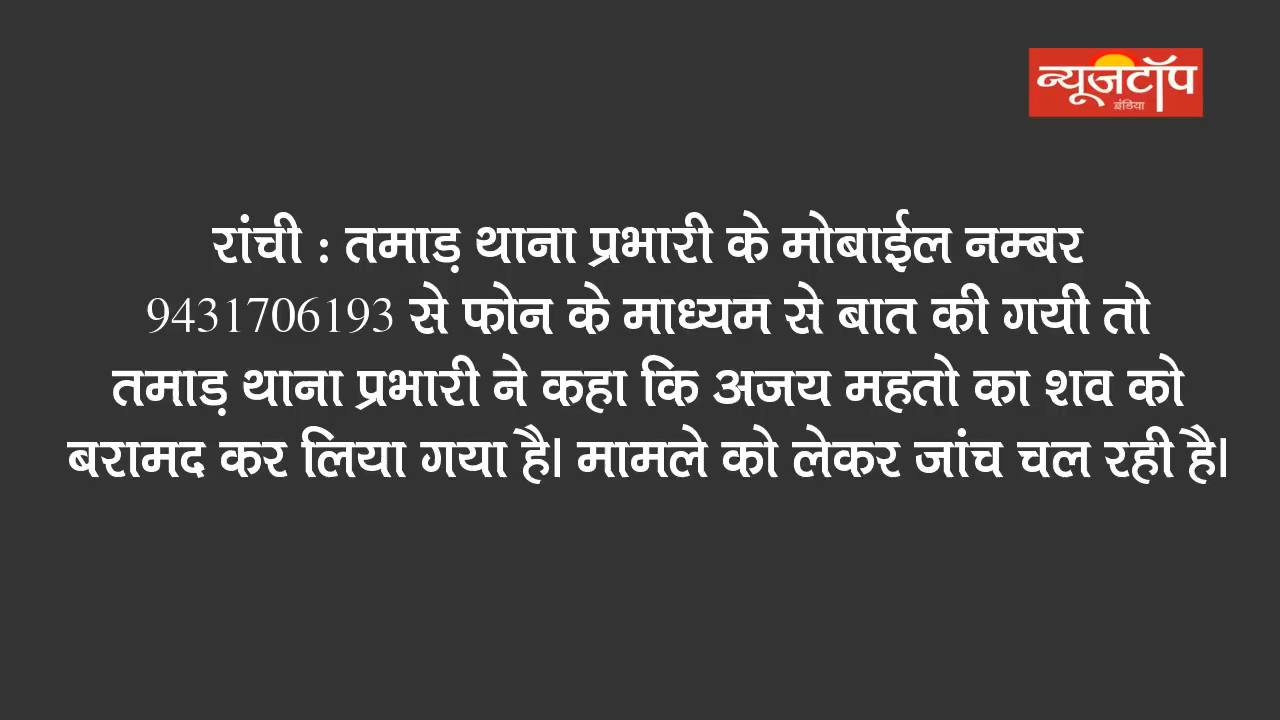 न्यूजटॉप
इंडिया
रांची : तमाड़ थाना प्रभारी के मोबाईल नम्बर
9431706193 से फोन के माध्यम से बात की गयी तो
तमाड़ थाना प्रभारी ने कहा कि अजय महतो का शव को
बरामद कर लिया गया है। मामले को लेकर जांच चल रही है।